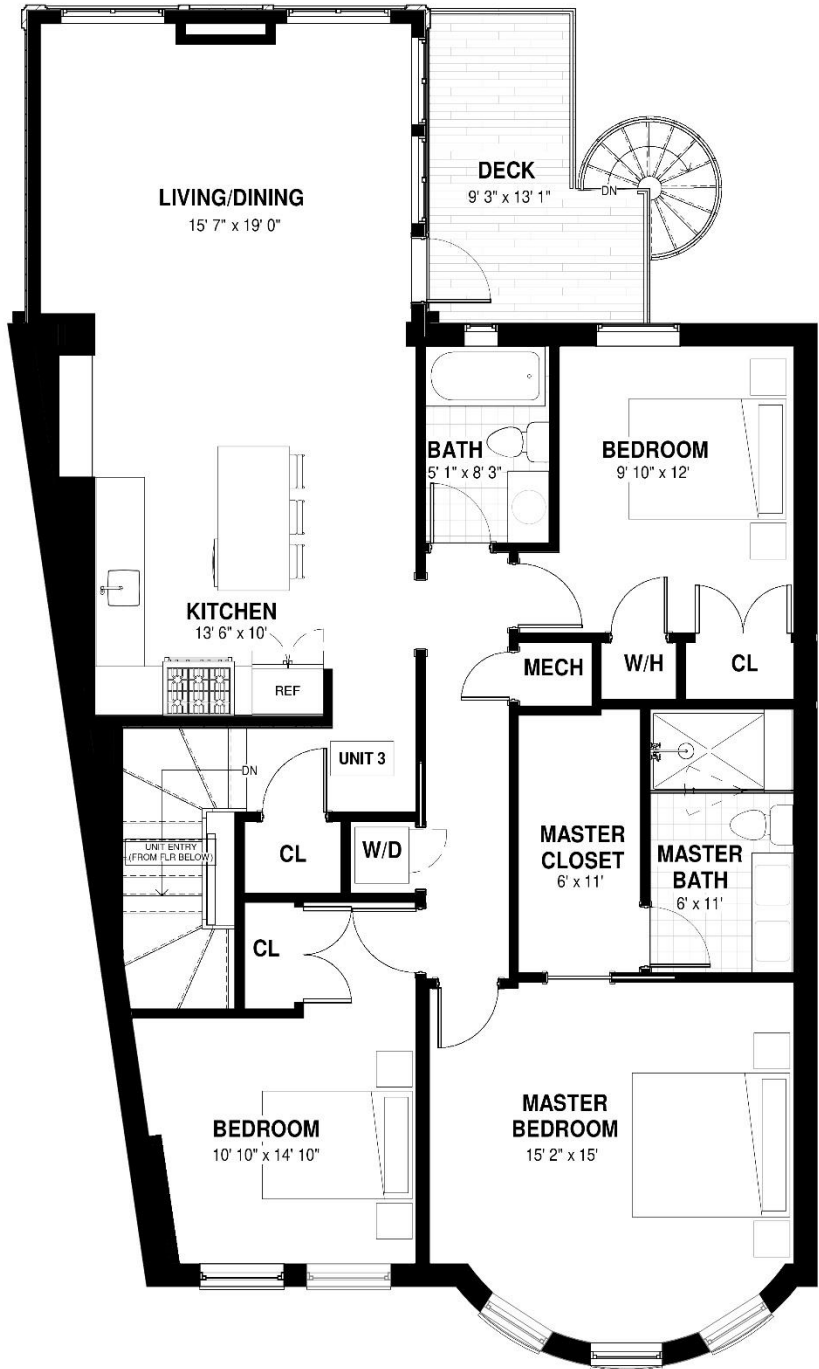 LIVING/DINING
15' 7" x 19' 0"
DECK
9' 3" x 13' 1"
DN
BATH
5' 1" x 8' 3"
BEDROOM
9' 10" x 12'
KITCHEN
13' 6" x 10'
REF
MECH
W/H
CL
UNIT 3
DN
UNIT ENTRY
(FROM FLR BELOW)
CL
W/D
MASTER
CLOSET
6' x 11'
MASTER
BATH
6' x 11'
CL
BEDROOM
10' 10" x 14' 10"
MASTER
BEDROOM
15' 2" x 15'